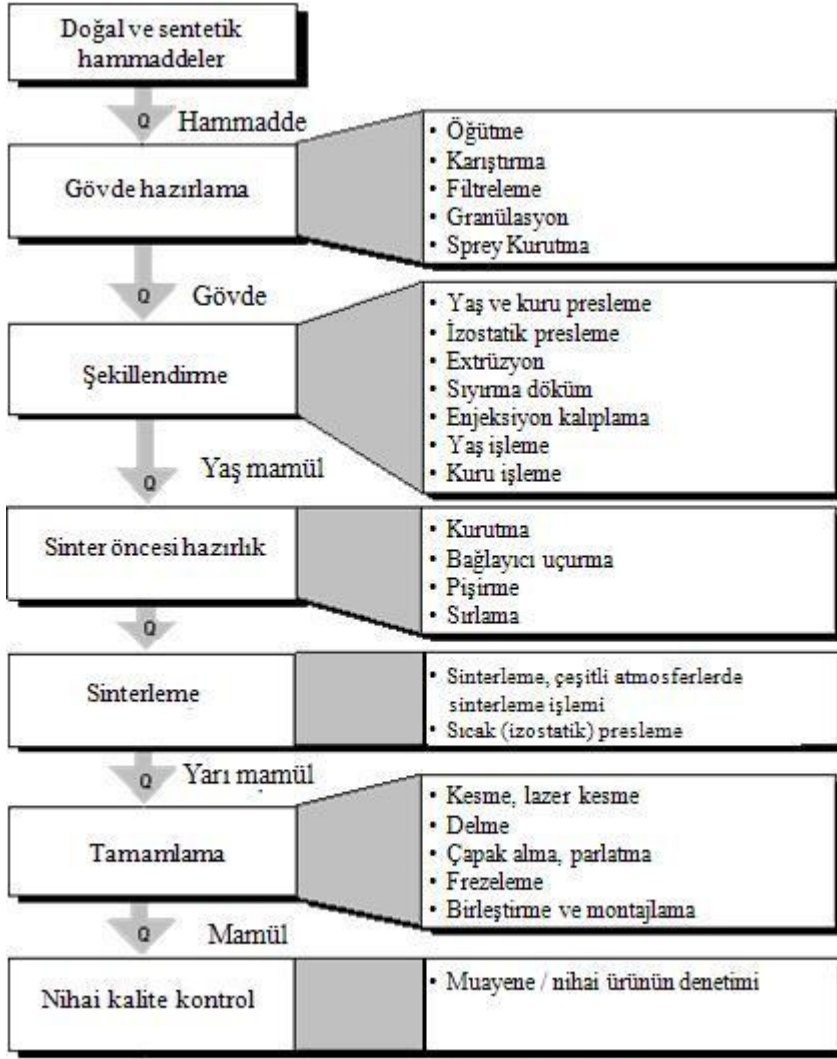 Doğal ve sentetik
hammaddeler
Q
Hammadde
Gövde hazırlama
• Öğütme
• Karıştırma
• Filtreleme
• Granülasyon
• Sprey Kurutma
Q
Gövde
Şekillendirme
• Yaş ve kuru presleme
• İzostatik presleme
• Extrüzyon
• Sıyırma döküm
• Enjeksiyon kalıplama
• Yaş işleme
• Kuru işleme
Q
Yaş mamül
Sinter öncesi hazırlık
• Kurutma
• Bağlayıcı uçurma
• Pişirme
• Sırlama
Q
Sinterleme
• Sinterleme, çeşitli atmosferlerde
sinterleme işlemi
• Sıcak (izostatik) presleme
Q
Yarı mamül
Tamamlama
• Kesme, lazer kesme
• Delme
• Çapak alma, parlatma
• Frezeleme
• Birleştirme ve montajlama
Q
Mamül
Nihai kalite kontrol
• Muayene / nihai ürünün denetimi